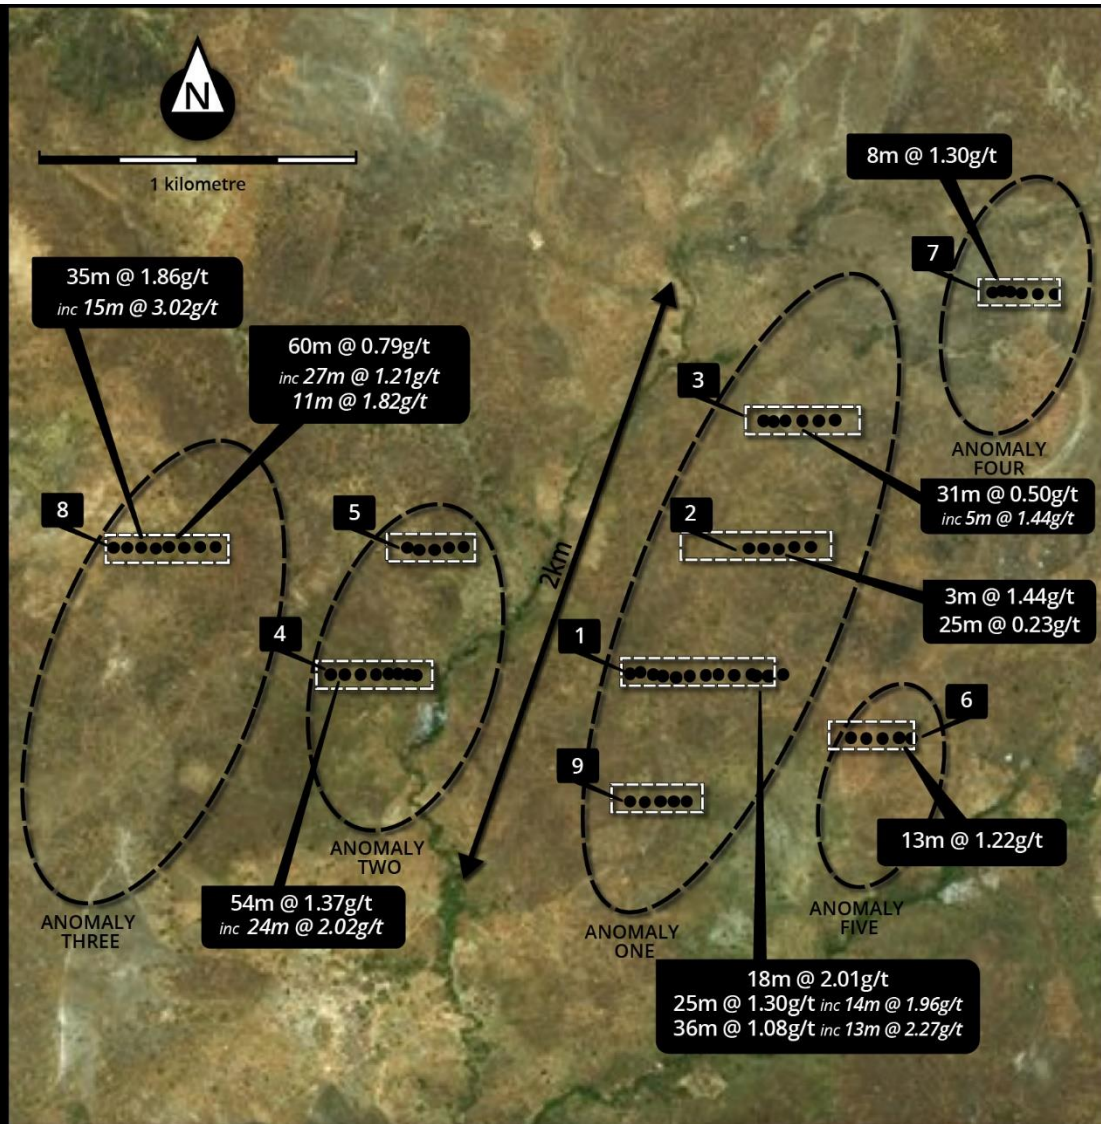 N
1 kilometre
8m @ 1.30g/t
7
35m @ 1.86g/t
inc 15m @ 3.02g/t
60m @ 0.79g/t
inc 27m @ 1.21g/t
11m @ 1.82g/t
3
ANOMALY
FOUR
31m @ 0.50g/t
inc 5m @ 1.44g/t
8
5
2
2km
3m @ 1.44g/t
25m @ 0.23g/t
4
1
6
9
13m @ 1.22g/t
ANOMALY
TWO
54m @ 1.37g/t
inc 24m @ 2.02g/t
ANOMALY
THREE
ANOMALY
ONE
ANOMALY
FIVE
18m @ 2.01g/t
25m @ 1.30g/t inc 14m @ 1.96g/t
36m @ 1.08g/t inc 13m @ 2.27g/t